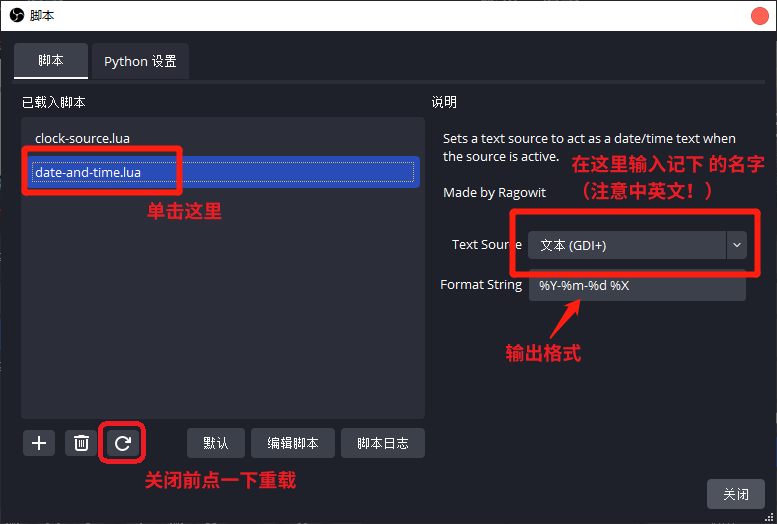 脚本
脚本
Python 设置
已载入脚本
clock-source.lua
date-and-time.lua
单击这里
说明
Sets a text source to act as a date/time text when
the source is active.
在这里输入记下 的名字
（注意中英文！）
Made by Ragowit
Text Source
文本 (GDI+)
Format String
%Y-%m-%d %X
输出格式
默认
编辑脚本
脚本日志
关闭前点一下重载
关闭